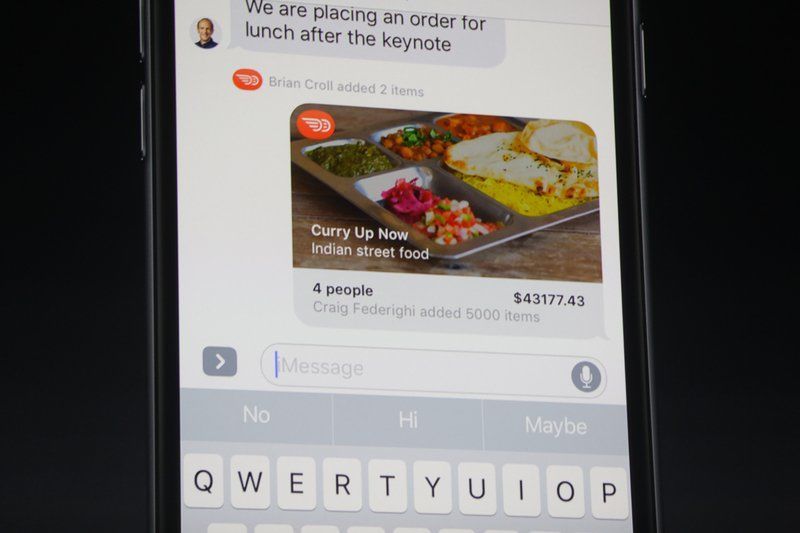 We are placing an order for
lunch after the keynote
Brian Croll added 2 items
Curry Up Now
Indian street food
4 people
$43177.43
Craig Federighi added 5000 items
iMessage
No
Hi
Maybe
Q W E R T Y U I O P